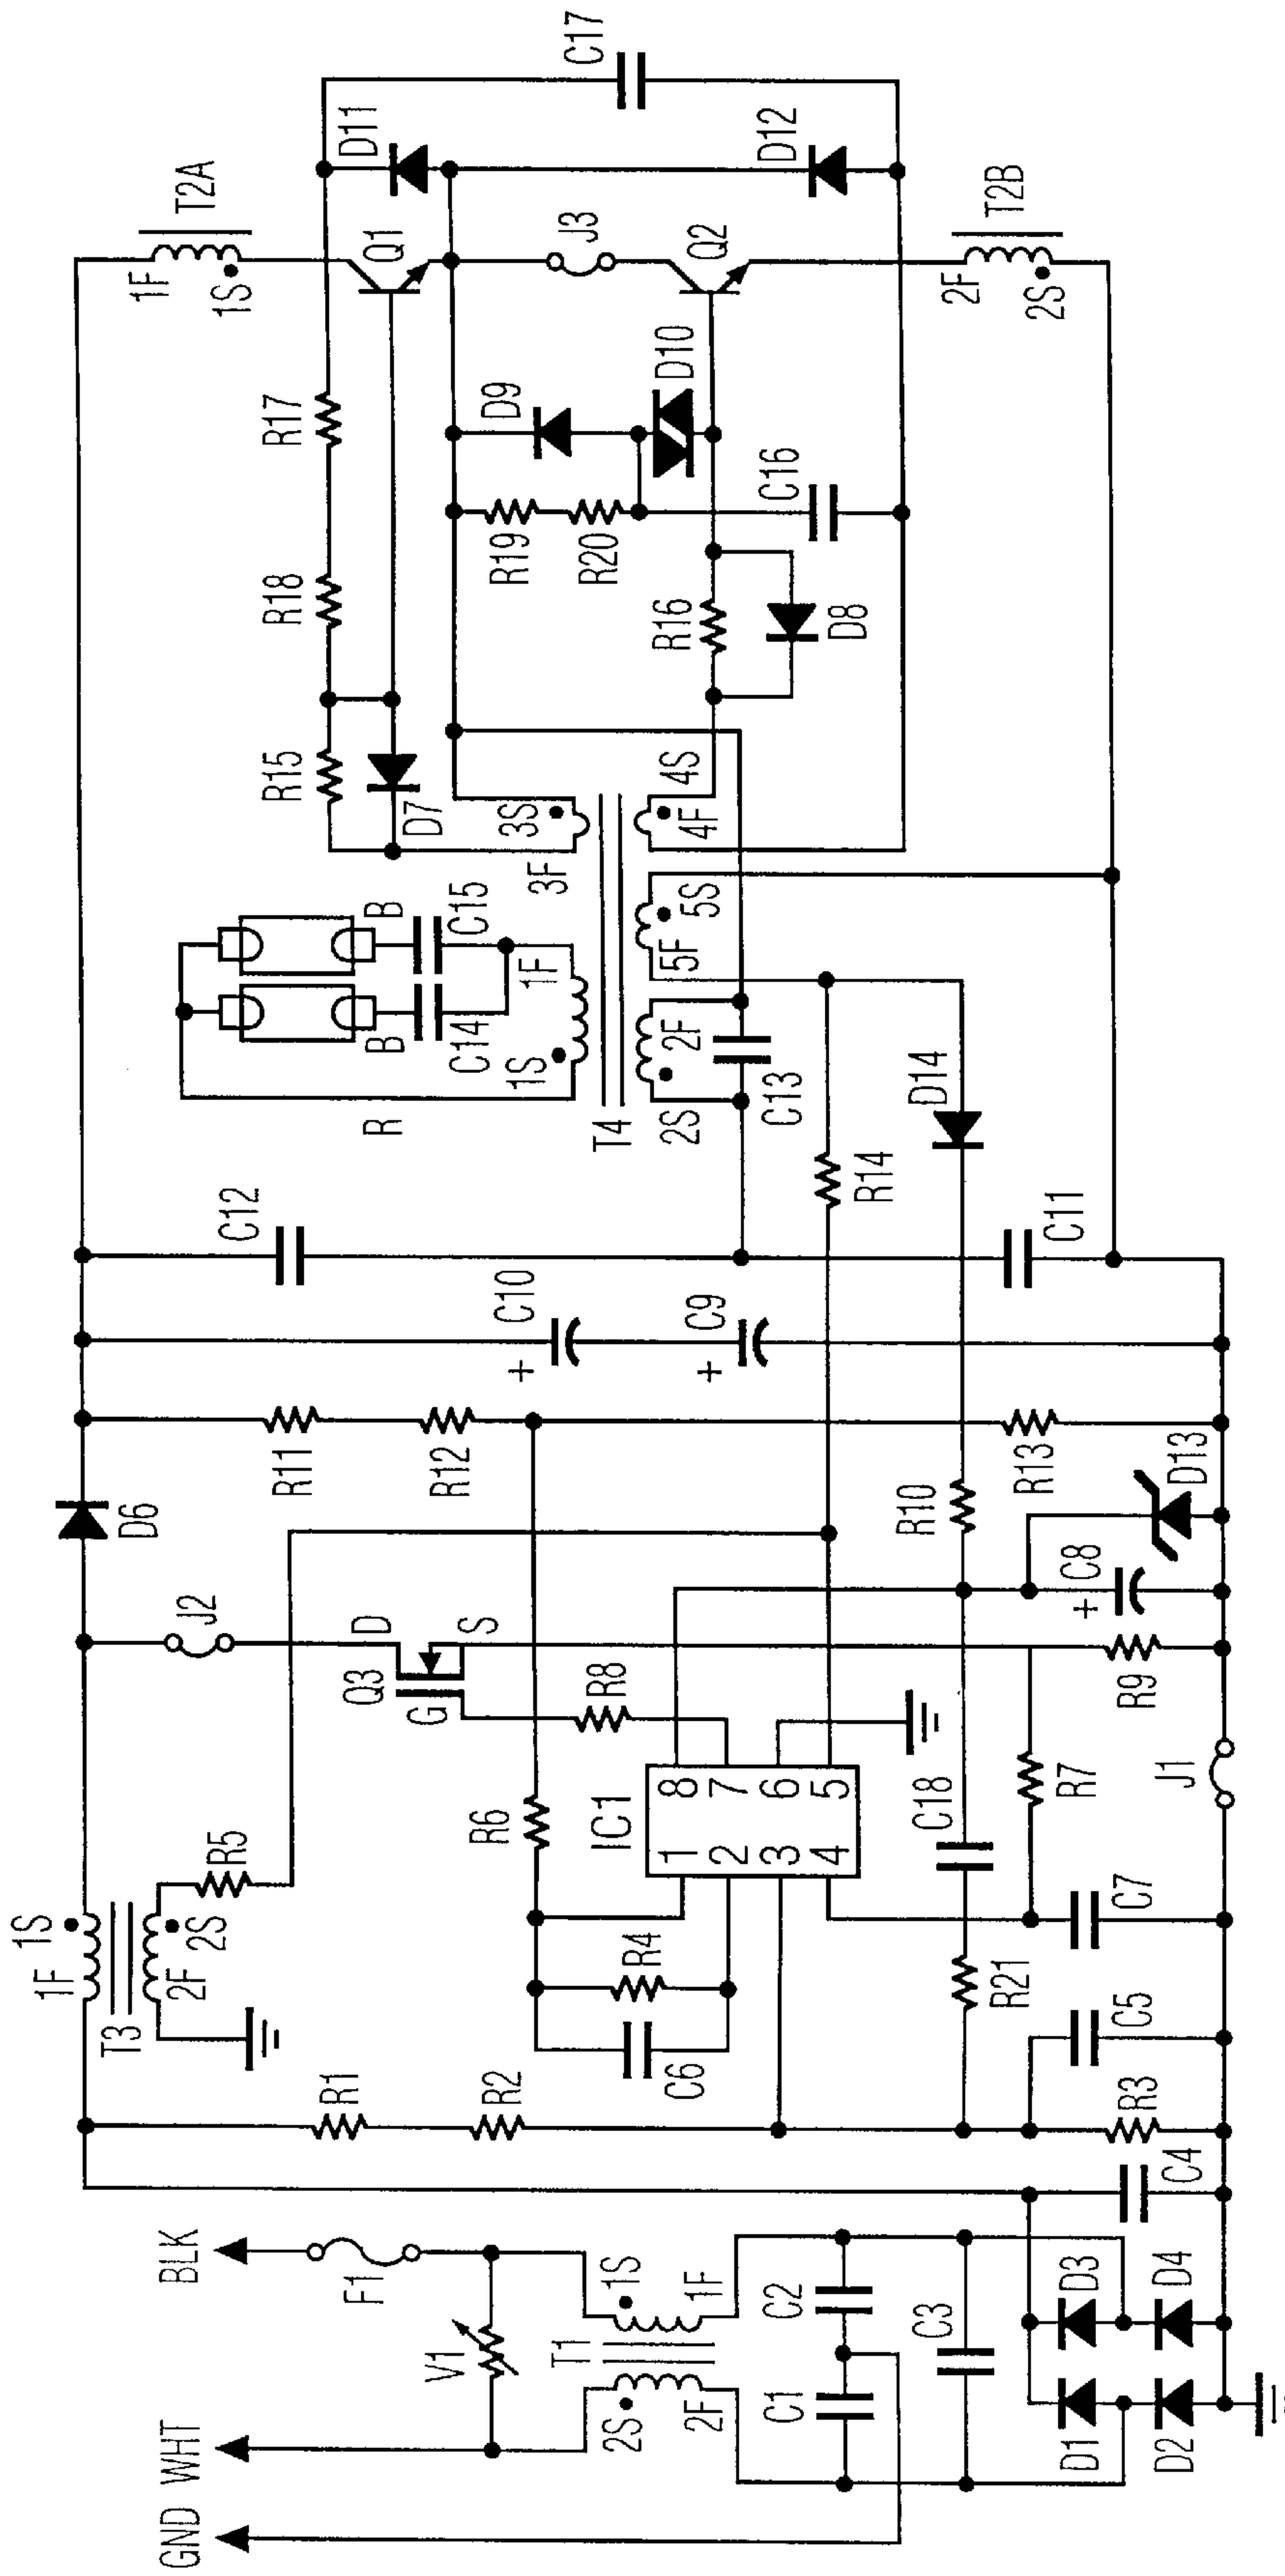 GND
WHT
BLK
F1
V1
2S
T1
1S
2F
1F
C1
C2
C3
D1
D3
D2
D4
C4
1F
1S
T3
2F
2S
R5
R1
R2
C6
R4
R6
IC1
1
8
2
7
3
6
4
5
R21
C18
R3
C5
C7
R7
R9
J1
J2
D
Q3
G
S
R8
D6
R11
R12
R13
R10
C8
+
D13
C10
+
C9
+
C12
C11
R14
D14
R
B
B
C14
C15
1S
1F
T4
2S
2F
C13
5F
5S
3F
3S
4F
4S
R15
D7
R18
R17
R16
D8
R19
R20
D9
D10
C16
1F
1S
T2A
Q1
J3
Q2
2F
2S
T2B
D11
D12
C17